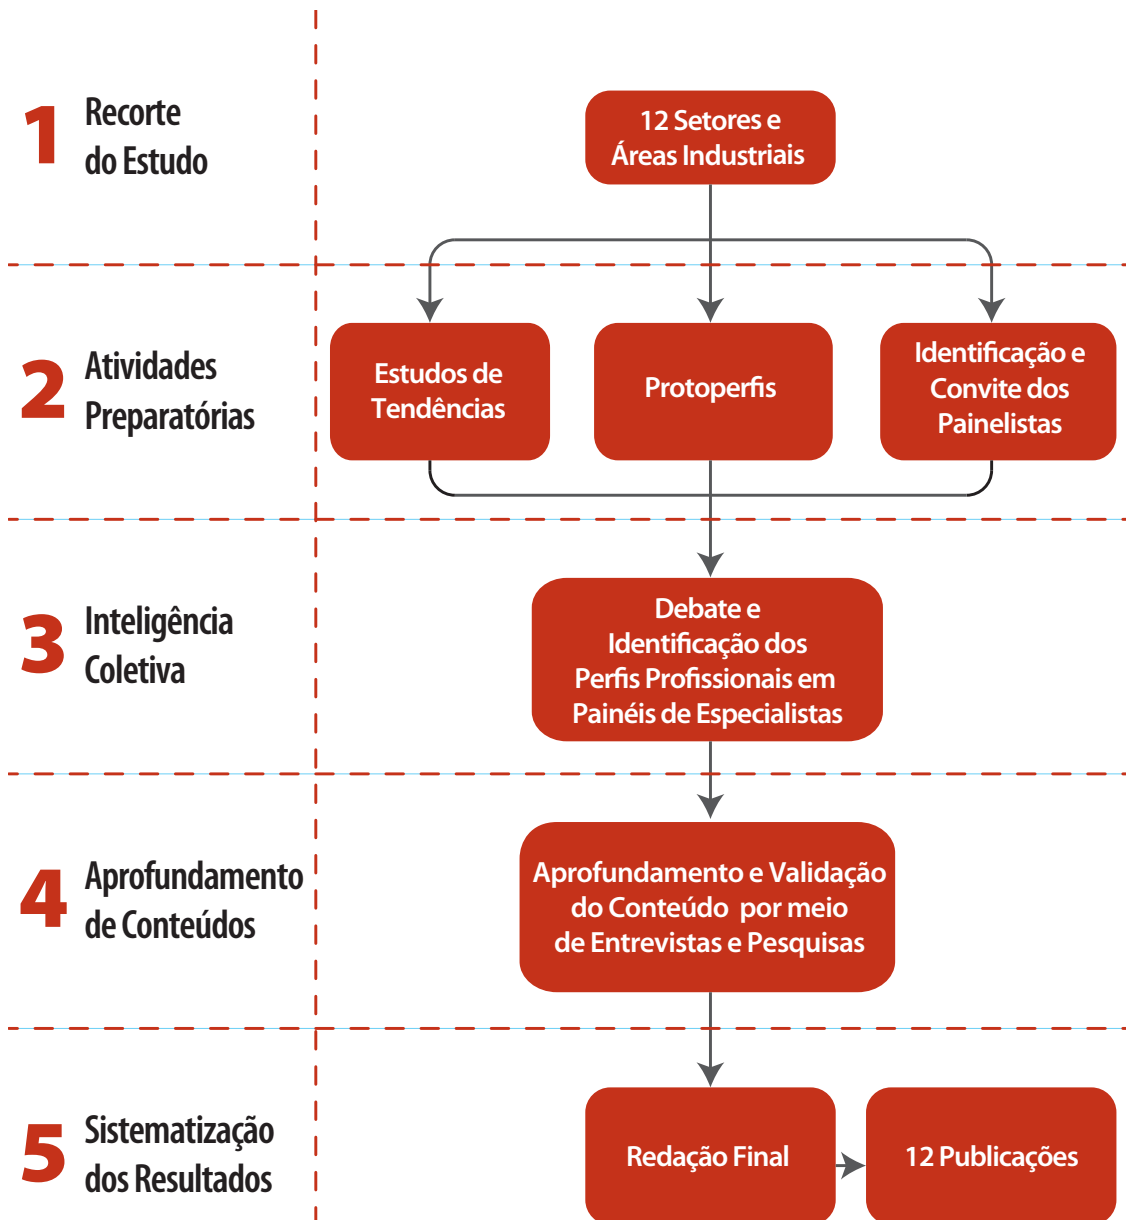 1
Recorte
do Estudo
12 Setores e
Áreas Industriais
2
Atividades
Preparatórias
Estudos de
Tendências
Protoperfis
Identificação e
Convite dos
Painelistas
3
Inteligência
Coletiva
Debate e
Identificação dos
Perfis Profissionais em
Painéis de Especialistas
4
Aprofundamento
de Conteúdos
Aprofundamento e Validação
do Conteúdo por meio
de Entrevistas e Pesquisas
5
Sistematização
dos Resultados
Redação Final
12 Publicações